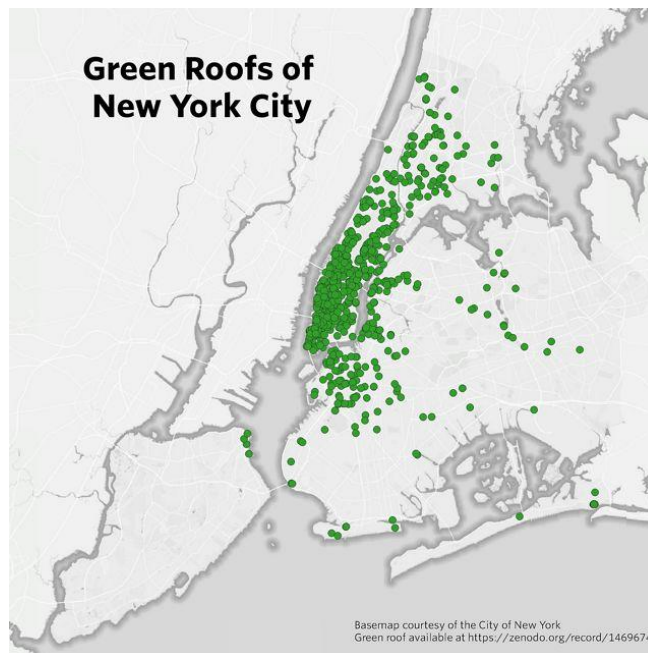 Green Roofs of
New York City
Basemap courtesy of the City of New York
Green roof available at https://zenodo.org/record/1469674